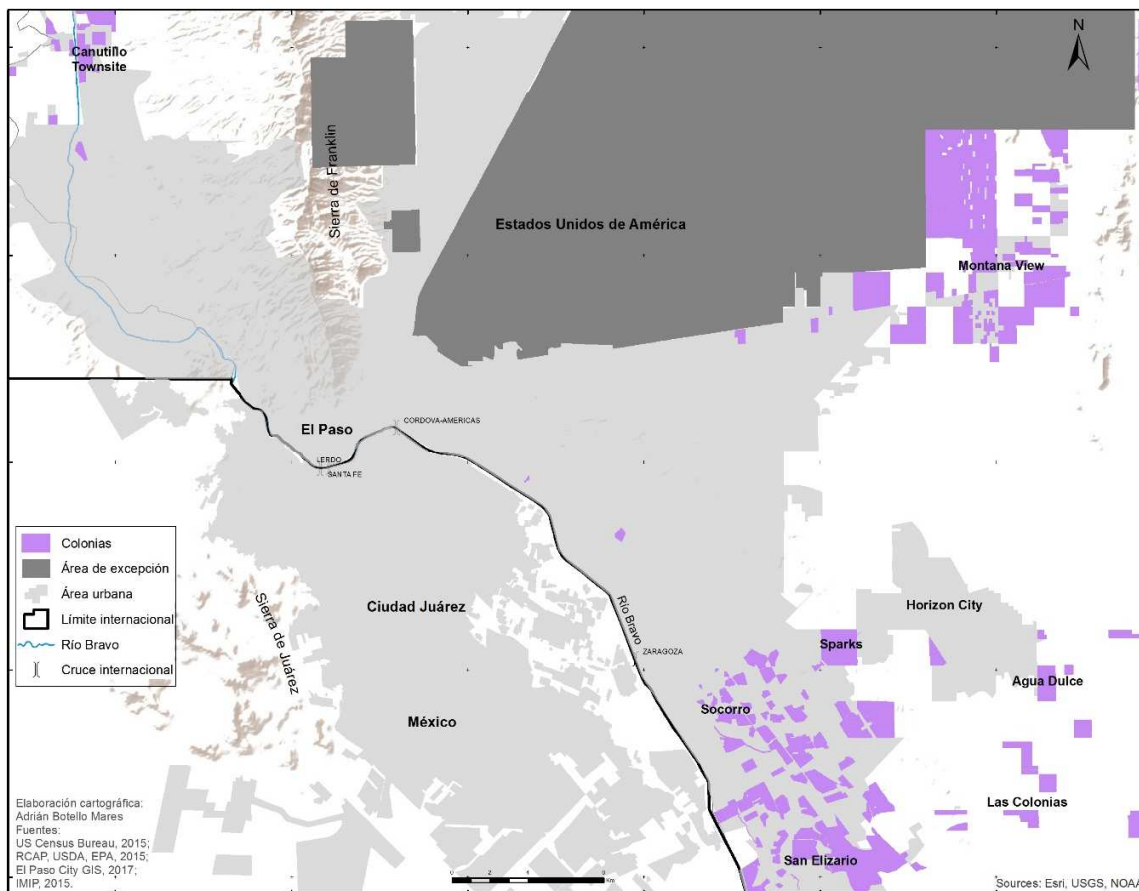 Canutillo
Townsite
N
Sierra de Franklin
Estados Unidos de América
Montana View
CORDOVA-AMERICAS
El Paso
LERDO
SANTA FE
Colonias
Área de excepción
Área urbana
Límite internacional
Río Bravo
Cruce internacional
Sierra de Juárez
Ciudad Juárez
Río Bravo
ZARAGOZA
Horizon City
Sparks
Agua Dulce
Socorro
México
Las Colonias
San Elizario
Elaboración cartográfica:
Adrián Botello Mares
Fuentes:
US Census Bureau, 2015;
RCAP, USDA, EPA, 2015;
El Paso City GIS, 2017;
IMIP, 2015.
Km
Sources: Esri, USGS, NOAA